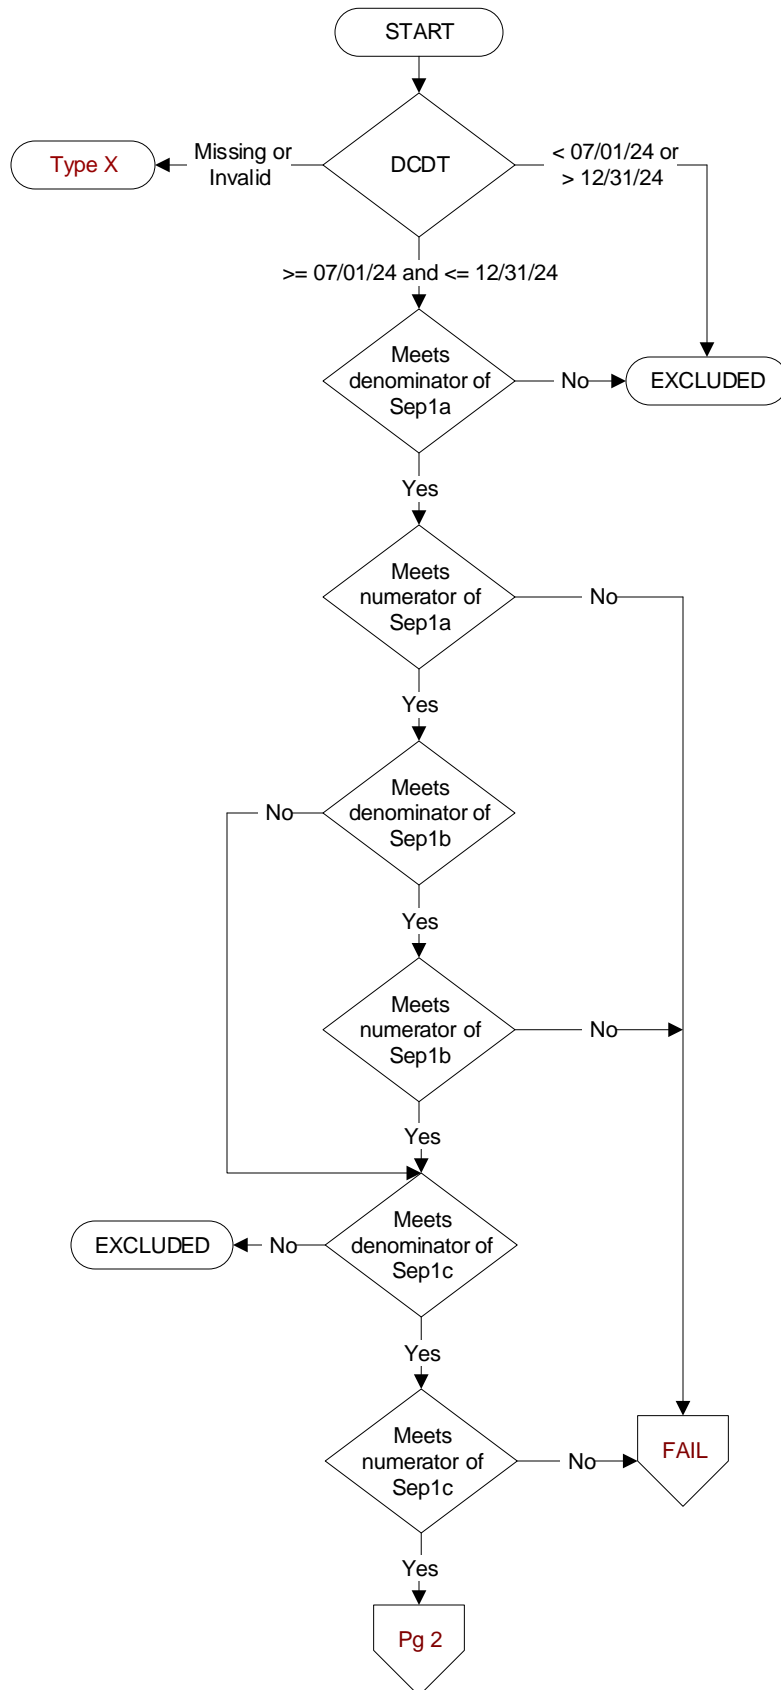 START
DCDT
Missing or
Invalid
Type X
< 07/01/24 or
> 12/31/24
>= 07/01/24 and <= 12/31/24
Meets
denominator of
Sep1a
No
EXCLUDED
Yes
Meets
numerator of
Sep1a
No
Yes
Meets
denominator of
Sep1b
No
Yes
Meets
numerator of
Sep1b
No
Yes
Meets
denominator of
Sep1c
No
EXCLUDED
Yes
Meets
numerator of
Sep1c
No
FAIL
Yes
Pg 2